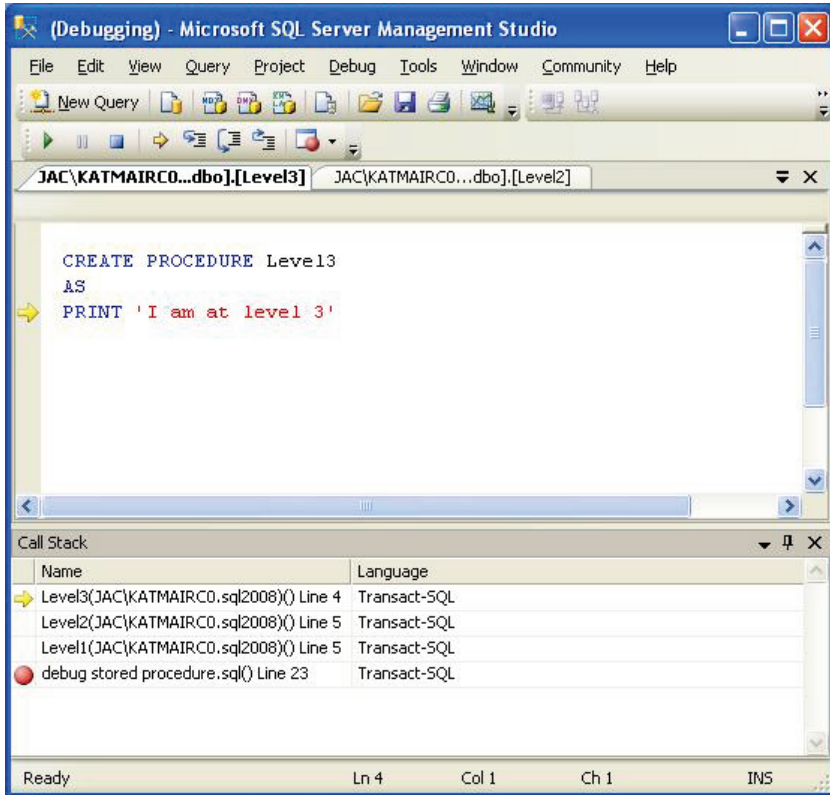 (Debugging) - Microsoft SQL Server Management Studio
File Edit View Query Project Debug Tools Window Community Help
New Query
JAC\KATMAIRC0...dbo].[Level3] JAC\KATMAIRC0...dbo].[Level2]
CREATE PROCEDURE Level3
AS
PRINT 'I am at level 3'
Call Stack
Name Language
Level3(JAC\KATMAIRC0.sql2008)() Line 4 Transact-SQL
Level2(JAC\KATMAIRC0.sql2008)() Line 5 Transact-SQL
Level1(JAC\KATMAIRC0.sql2008)() Line 5 Transact-SQL
debug stored procedure.sql() Line 23 Transact-SQL
Ready Ln 4 Col 1 Ch 1 INS